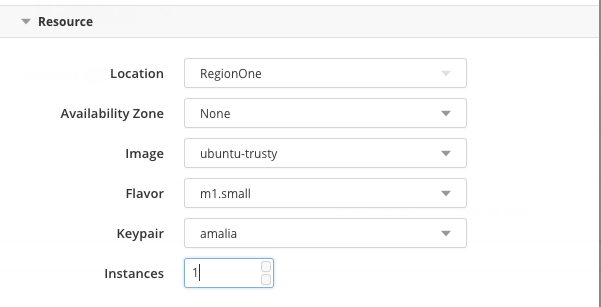 Resource
Location RegionOne
Availability Zone None
Image ubuntu-trusty
Flavor m1.small
Keypair amalia
Instances 1